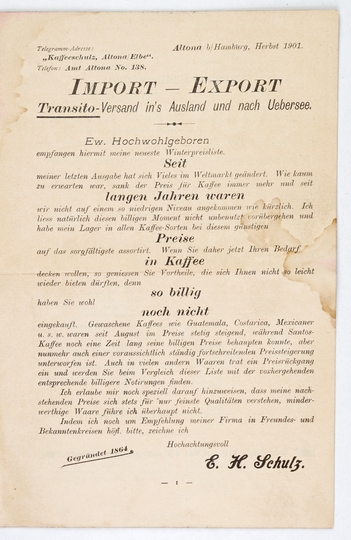 Telegramm-Adresse:
„Kaffeeschulz, Altona/Elbe“.
Telefon: Amt Altona No. 138.
Altona b/Hamburg, Herbst 1901.
IMPORT — EXPORT
Transito-Versand in's Ausland und nach Uebersee.
Ew. Hochwohlgeboren
empfangen hiermit meine neueste Winterpreisliste.
Seit
meiner letzten Ausgabe hat sich Vieles im Weltmarkt geändert. Wie kaum
zu erwarten war, sank der Preis für Kaffee immer mehr und seit
langen Jahren waren
wir nicht auf einem so niedrigen Niveau angekommen wie kürzlich. Ich
liess natürlich diesen billigen Moment nicht unbenutzt vorübergehen und
habe mein Lager in allen Kaffee-Sorten bei diesem günstigen
Preise
auf das sorgfältigste assortirt. Wenn Sie daher jetzt Ihren Bedarf
in Kaffee
decken wollen, so geniessen Sie Vortheile, die sich Ihnen nicht so leicht
wieder bieten dürften, denn
so billig
haben Sie wohl
noch nicht
eingekauft. Gewaschene Kaffees wie Guatemala, Costarica, Mexicaner
u. s. w. waren seit August im Preise stetig steigend, während Santos-
Kaffee noch eine Zeit lang seine billigen Preise behaupten konnte, aber
nunmehr auch einer voraussichtlich ständig fortschreitenden Preissteigerung
unterworfen ist. Auch in vielen anderen Waaren trat ein Preisrückgang
ein und werden Sie beim Vergleich dieser Liste mit der vorhergehenden
entsprechende billigere Notirungen finden.
Ich erlaube mir noch speziell darauf hinzuweisen, dass meine nach-
stehenden Preise sich stets für nur feinste Qualitäten verstehen, minder-
werthige Waare führe ich überhaupt nicht.
Indem ich noch um Empfehlung meiner Firma in Freundes- und
Bekanntenkreisen höfl. bitte, zeichne ich
Hochachtungsvoll
Gegründet 1864.
E. H. Schulz.
— 1 —